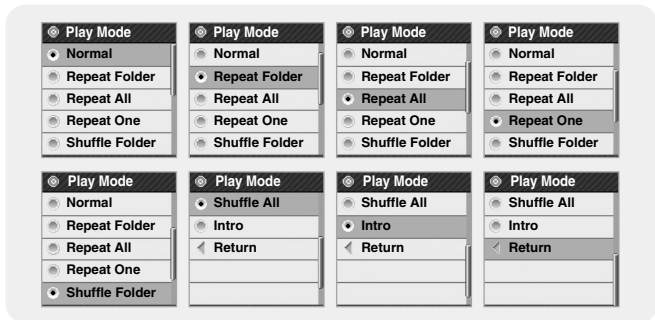 Play Mode
Normal
Repeat Folder
Repeat All
Repeat One
Shuffle Folder
Play Mode
Normal
Repeat Folder
Repeat All
Repeat One
Shuffle Folder
Play Mode
Normal
Repeat Folder
Repeat All
Repeat One
Shuffle Folder
Play Mode
Normal
Repeat Folder
Repeat All
Repeat One
Shuffle Folder
Play Mode
Normal
Repeat Folder
Repeat All
Repeat One
Shuffle Folder
Play Mode
Shuffle All
Intro
Return
Play Mode
Shuffle All
Intro
Return
Play Mode
Shuffle All
Intro
Return